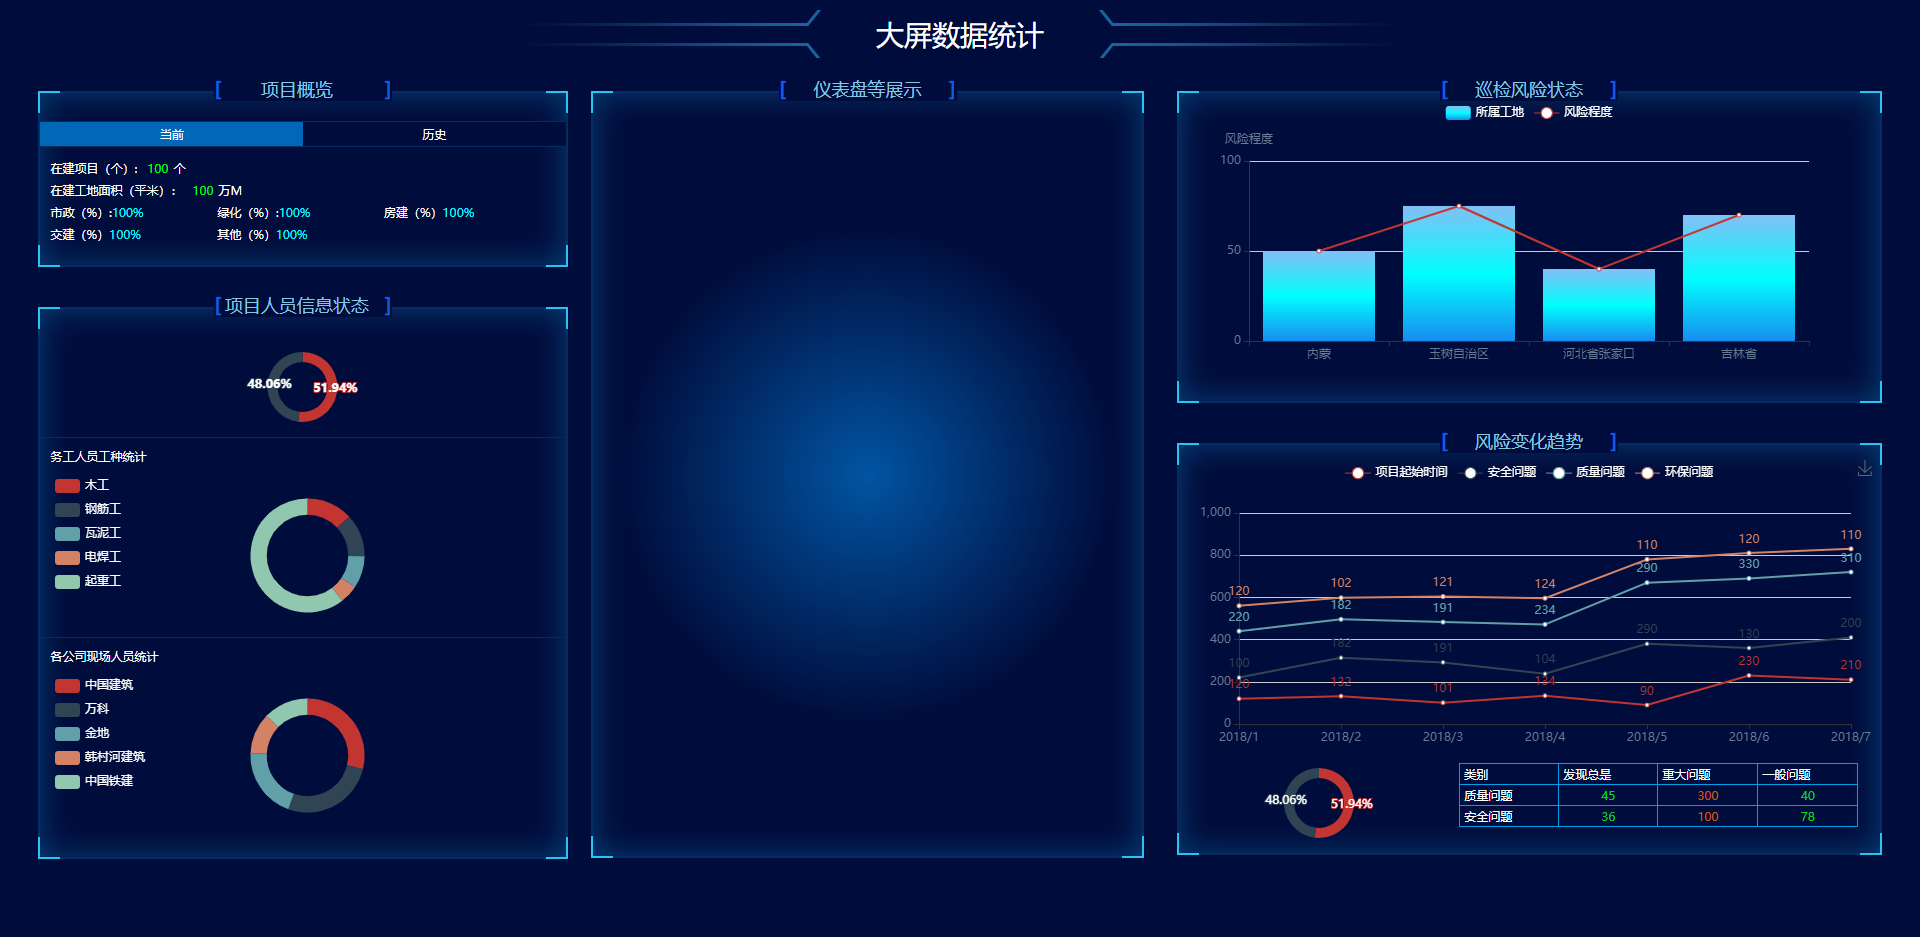 大屏数据统计
[ 项目概览 ]
当前 历史
在建项目（个）： 100 个
在建工地面积（平米）： 100 万M
市政（%）:100% 绿化（%）:100% 房建（%）100%
交建（%）100% 其他（%）100%
[ 项目人员信息状态 ]
48.06% 51.94%
务工人员工种统计
木工
钢筋工
瓦泥工
电焊工
起重工
各公司现场人员统计
中国建筑
万科
金地
韩村河建筑
中国铁建
[ 仪表盘等展示 ]
[ 巡检风险状态 ]
所属工地 风险程度
风险程度
100
50
0
内蒙 玉树自治区 河北省张家口 吉林省
[ 风险变化趋势 ]
项目起始时间 安全问题 质量问题 环保问题
1,000
800
600
400
200
0
120 102 121 124 110 120 110
220 182 191 234 290 330 310
100 182 191 104 290 130 200
120 132 101 134 90 230 210
2018/1 2018/2 2018/3 2018/4 2018/5 2018/6 2018/7
48.06% 51.94%
类别 发现总是 重大问题 一般问题
质量问题 45 300 40
安全问题 36 100 78